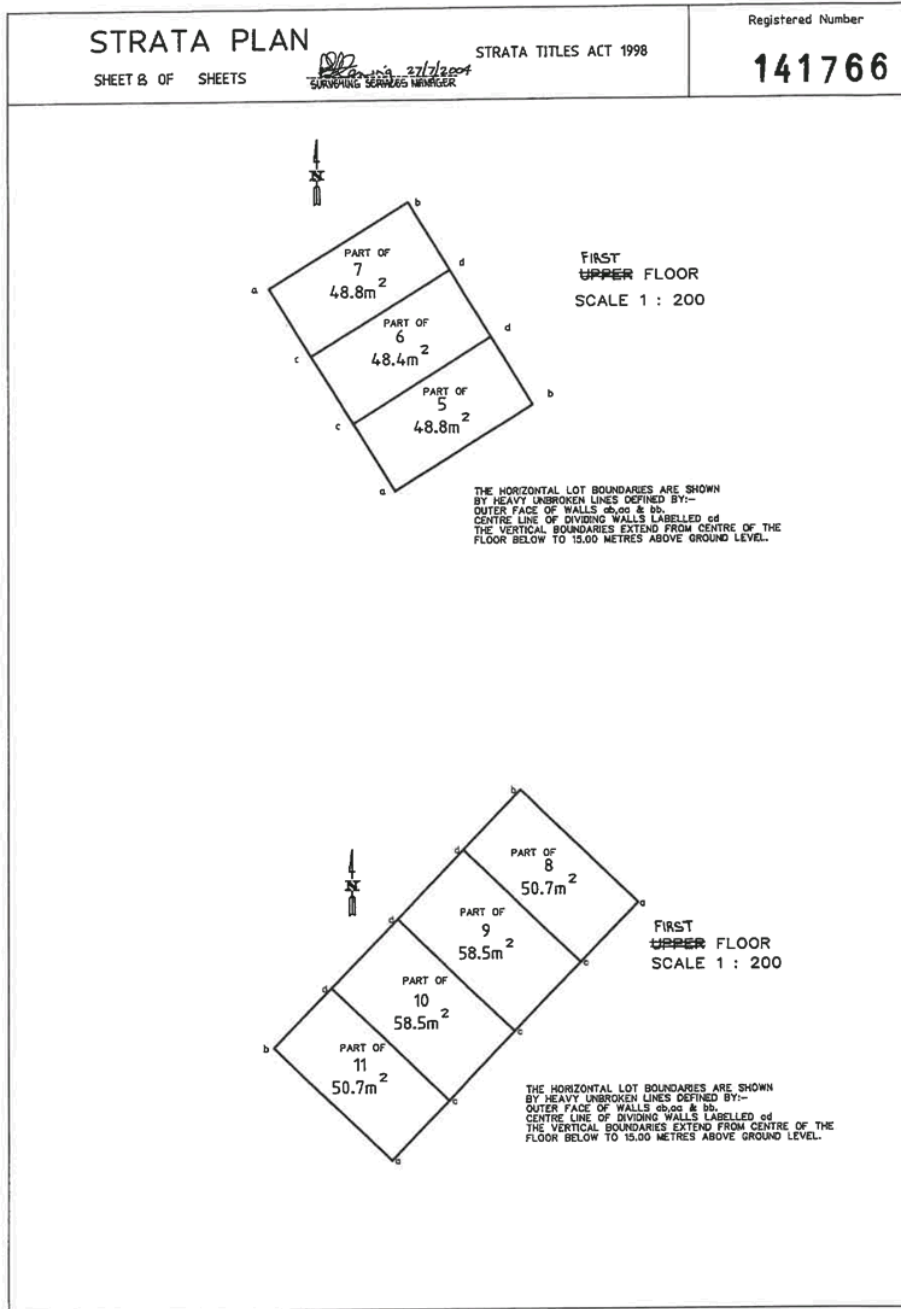 STRATA PLAN
SHEET 8 OF SHEETS
27/7/2004
SURVEYING SERVICES MANAGER
STRATA TITLES ACT 1998
Registered Number
141766
N
b
a
PART OF
7
48.8m²
d
FIRST
UPPER FLOOR
SCALE 1 : 200
c
PART OF
6
48.4m²
d
c
PART OF
5
48.8m²
b
a
THE HORIZONTAL LOT BOUNDARIES ARE SHOWN
BY HEAVY UNBROKEN LINES DEFINED BY:-
OUTER FACE OF WALLS ab,aa & bb.
CENTRE LINE OF DIVIDING WALLS LABELLED cd
THE VERTICAL BOUNDARIES EXTEND FROM CENTRE OF THE
FLOOR BELOW TO 15.00 METRES ABOVE GROUND LEVEL.
b
N
d
PART OF
8
50.7m²
a
d
PART OF
9
58.5m²
c
FIRST
UPPER FLOOR
SCALE 1 : 200
d
PART OF
10
58.5m²
c
b
PART OF
11
50.7m²
c
a
THE HORIZONTAL LOT BOUNDARIES ARE SHOWN
BY HEAVY UNBROKEN LINES DEFINED BY:-
OUTER FACE OF WALLS ab,aa & bb.
CENTRE LINE OF DIVIDING WALLS LABELLED cd
THE VERTICAL BOUNDARIES EXTEND FROM CENTRE OF THE
FLOOR BELOW TO 15.00 METRES ABOVE GROUND LEVEL.